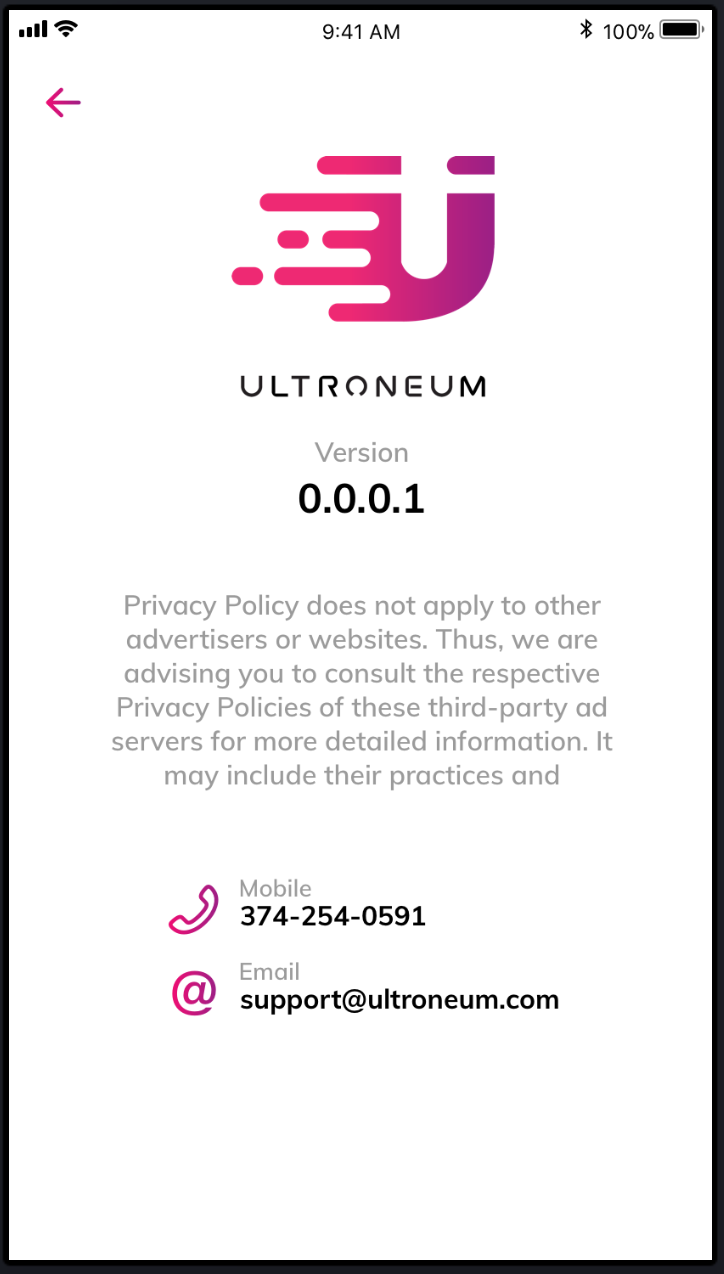 9:41 AM 100%
ULTRONEUM
Version
0.0.0.1
Privacy Policy does not apply to other
advertisers or websites. Thus, we are
advising you to consult the respective
Privacy Policies of these third-party ad
servers for more detailed information. It
may include their practices and
Mobile
374-254-0591
Email
support@ultroneum.com